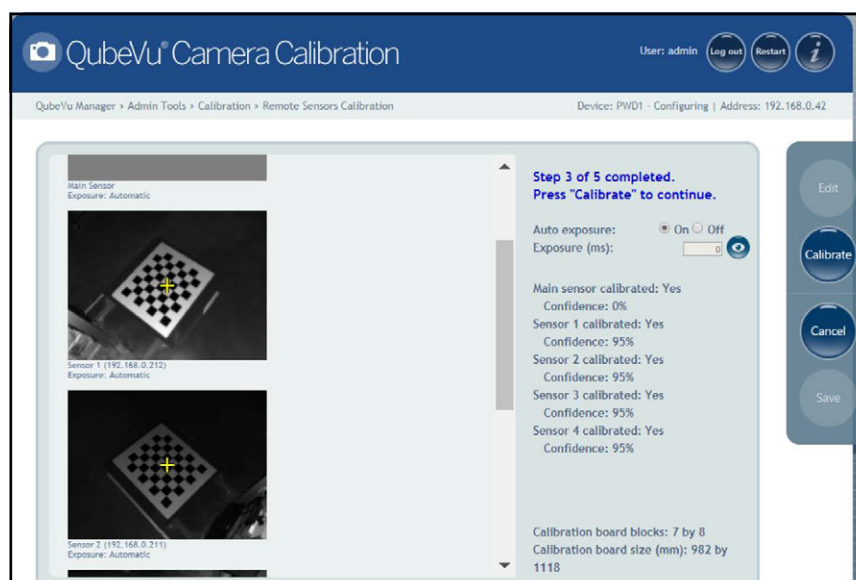 QubeVu® Camera Calibration
User: admin
Log out
Restart
i
QubeVu Manager > Admin Tools > Calibration > Remote Sensors Calibration
Device: PWD1 - Configuring | Address: 192.168.0.42
Main Sensor
Exposure: Automatic
Sensor 1 (192.168.0.212)
Exposure: Automatic
Sensor 2 (192.168.0.211)
Exposure: Automatic
Step 3 of 5 completed.
Press "Calibrate" to continue.
Auto exposure: On Off
Exposure (ms): 0
Main sensor calibrated: Yes
Confidence: 0%
Sensor 1 calibrated: Yes
Confidence: 95%
Sensor 2 calibrated: Yes
Confidence: 95%
Sensor 3 calibrated: Yes
Confidence: 95%
Sensor 4 calibrated: Yes
Confidence: 95%
Calibration board blocks: 7 by 8
Calibration board size (mm): 982 by
1118
Edit
Calibrate
Cancel
Save